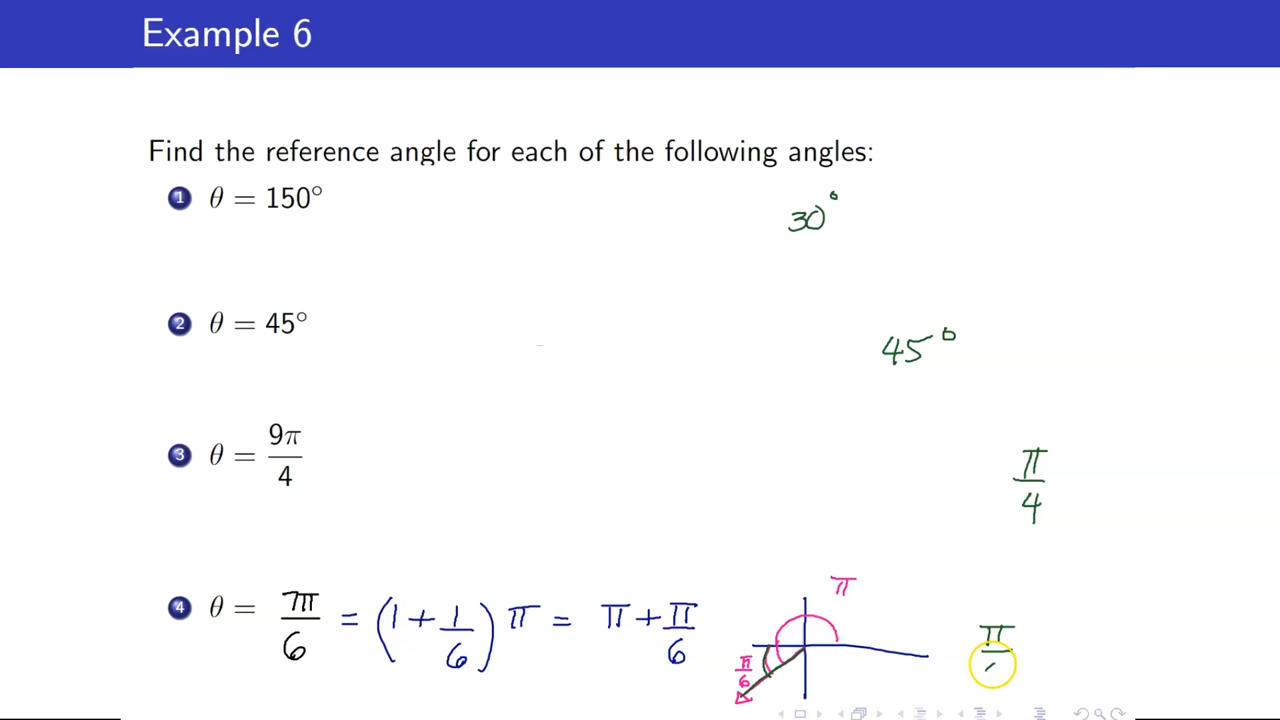 Example 6
Find the reference angle for each of the following angles:
1 θ = 150°
30°
2 θ = 45°
45°
3 θ = 9π/4
π/4
4 θ = 7π/6 = (1 + 1/6) π = π + π/6
π
π/6
π